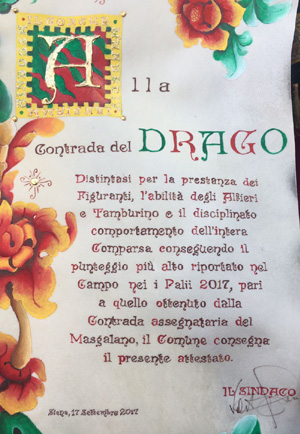 Alla
Contrada del DRAGO
Distintasi per la prestanza dei
Figuranti, l'abilità degli Alfieri
e Tamburino e il disciplinato
comportamento dell'intera
Comparsa conseguendo il
punteggio più alto riportato nel
Campo nei i Palii 2017, pari
a quello ottenuto dalla
Contrada assegnataria del
Masgalano, il Comune consegna
il presente attestato.
IL SINDACO
Siena, 17 Settembre 2017